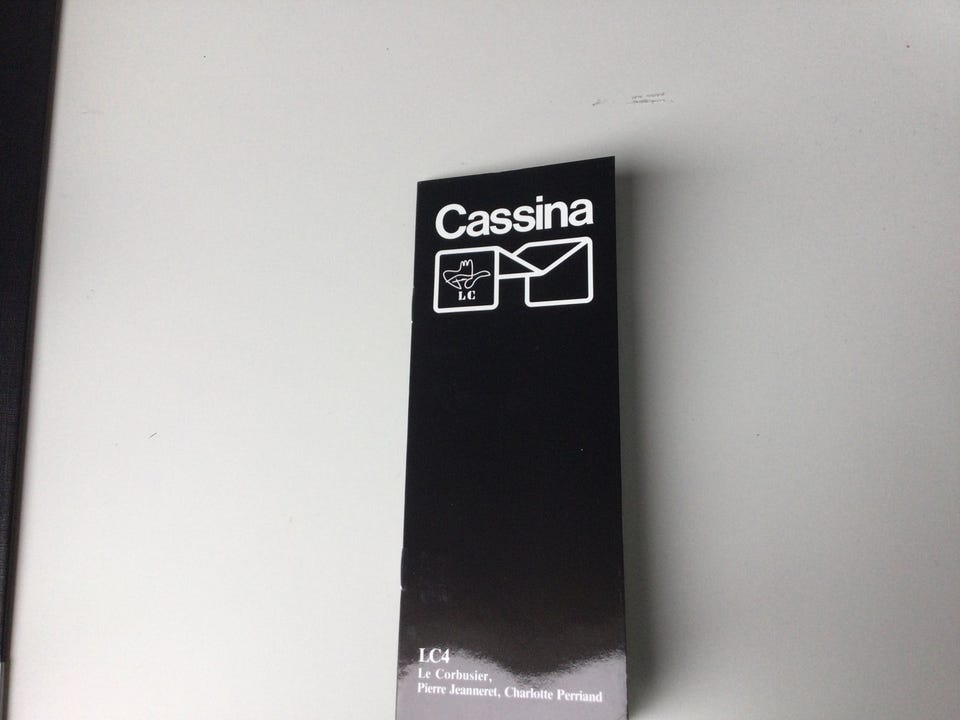 Cassina
LC
LC4
Le Corbusier,
Pierre Jeanneret, Charlotte Perriand